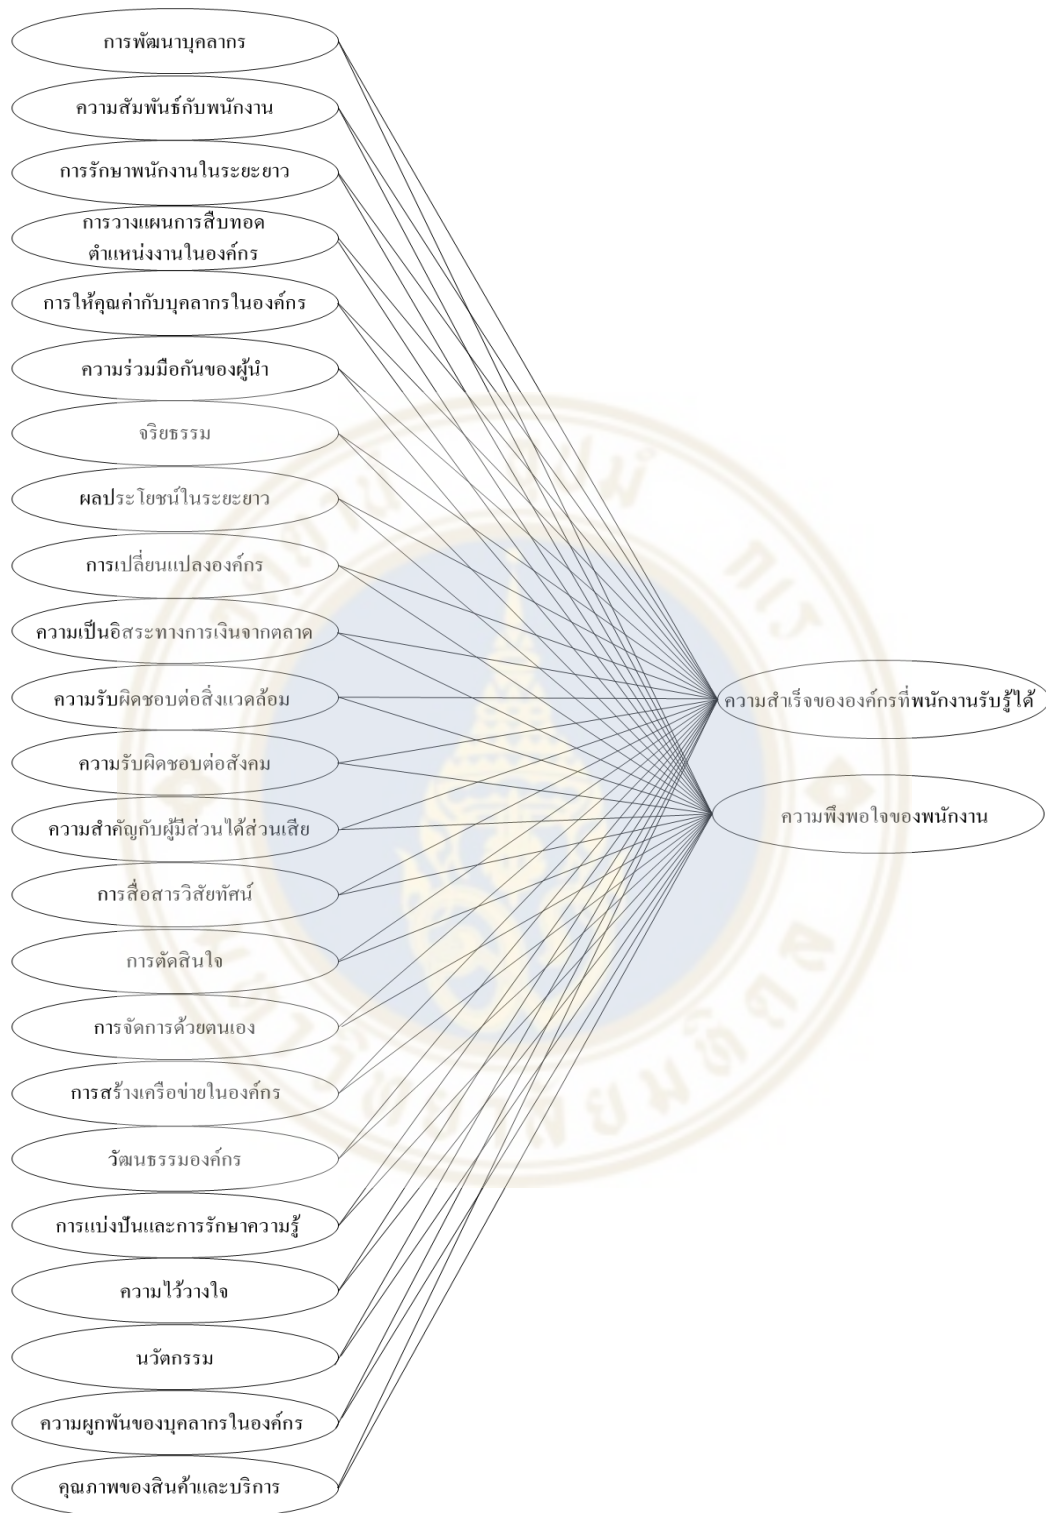 การพัฒนาบุคลากร
ความสัมพันธ์กับพนักงาน
การรักษาพนักงานในระยะยาว
การวางแผนการสืบทอด
ตำแหน่งงานในองค์กร
การให้คุณค่ากับบุคลากรในองค์กร
ความร่วมมือกันของผู้นำ
จริยธรรม
ผลประโยชน์ในระยะยาว
การเปลี่ยนแปลงองค์กร
ความเป็นอิสระทางการเงินจากตลาด
ความรับผิดชอบต่อสิ่งแวดล้อม
ความรับผิดชอบต่อสังคม
ความสำคัญกับผู้มีส่วนได้ส่วนเสีย
การสื่อสารวิสัยทัศน์
การตัดสินใจ
การจัดการด้วยตนเอง
การสร้างเครือข่ายในองค์กร
วัฒนธรรมองค์กร
การแบ่งปันและการรักษาความรู้
ความไว้วางใจ
นวัตกรรม
ความผูกพันของบุคลากรในองค์กร
คุณภาพของสินค้าและบริการ
ความสำเร็จขององค์กรที่พนักงานรับรู้ได้
ความพึงพอใจของพนักงาน
มหาวิทยาลัยมหิดล